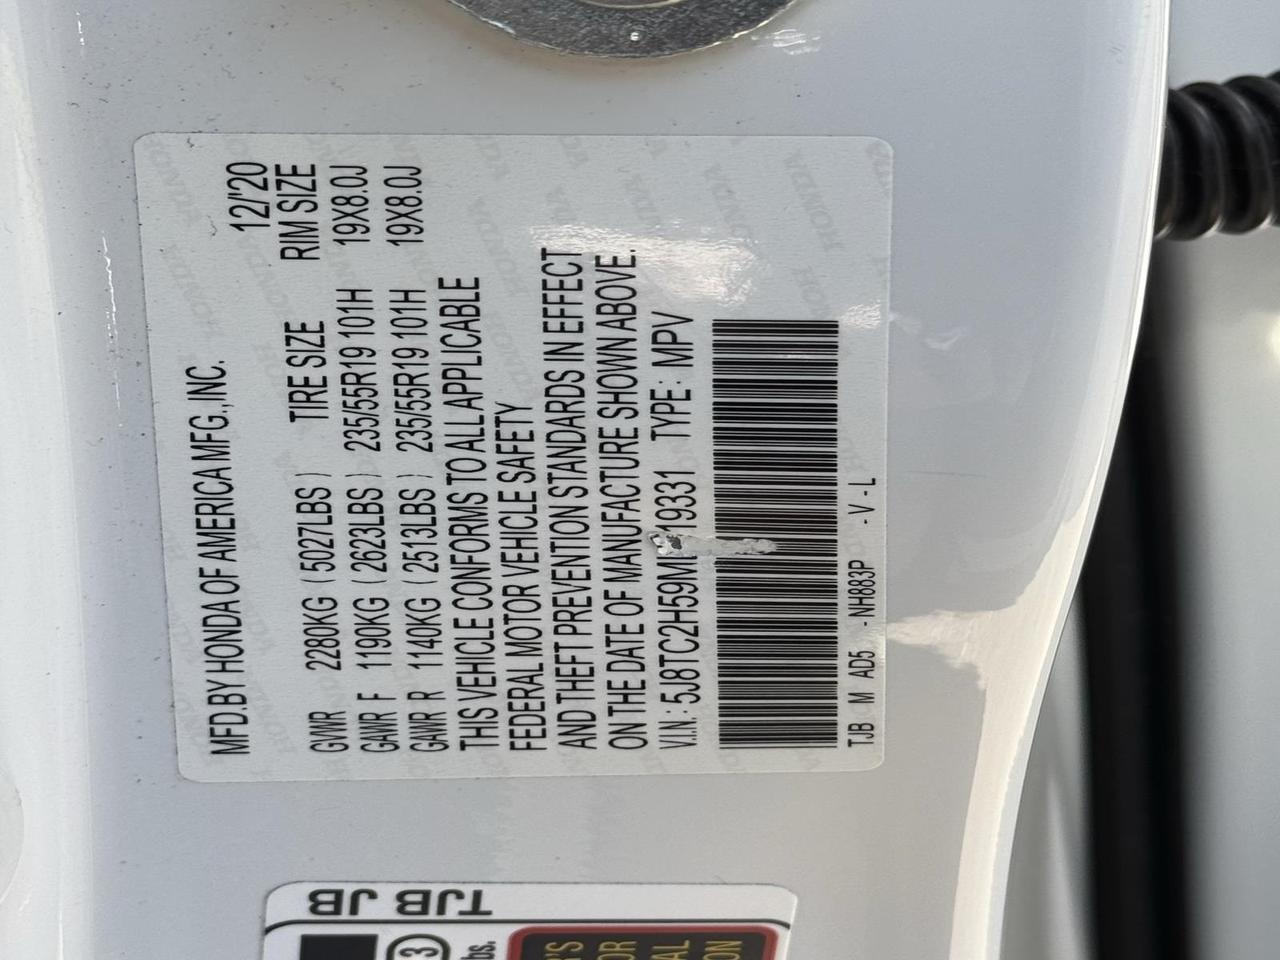 MFD.BY HONDA OF AMERICA MFG.,INC.
12/'20
GVWR 2280KG ( 5027LBS ) TIRE SIZE RIM SIZE
GAWR F 1190KG ( 2623LBS ) 235/55R19 101H 19X8.0J
GAWR R 1140KG ( 2513LBS ) 235/55R19 101H 19X8.0J
THIS VEHICLE CONFORMS TO ALL APPLICABLE
FEDERAL MOTOR VEHICLE SAFETY
AND THEFT PREVENTION STANDARDS IN EFFECT
ON THE DATE OF MANUFACTURE SHOWN ABOVE.
V.I.N.: TYPE : MPV
TJB M AD5 - NH883P - V - L
TJB JB
3